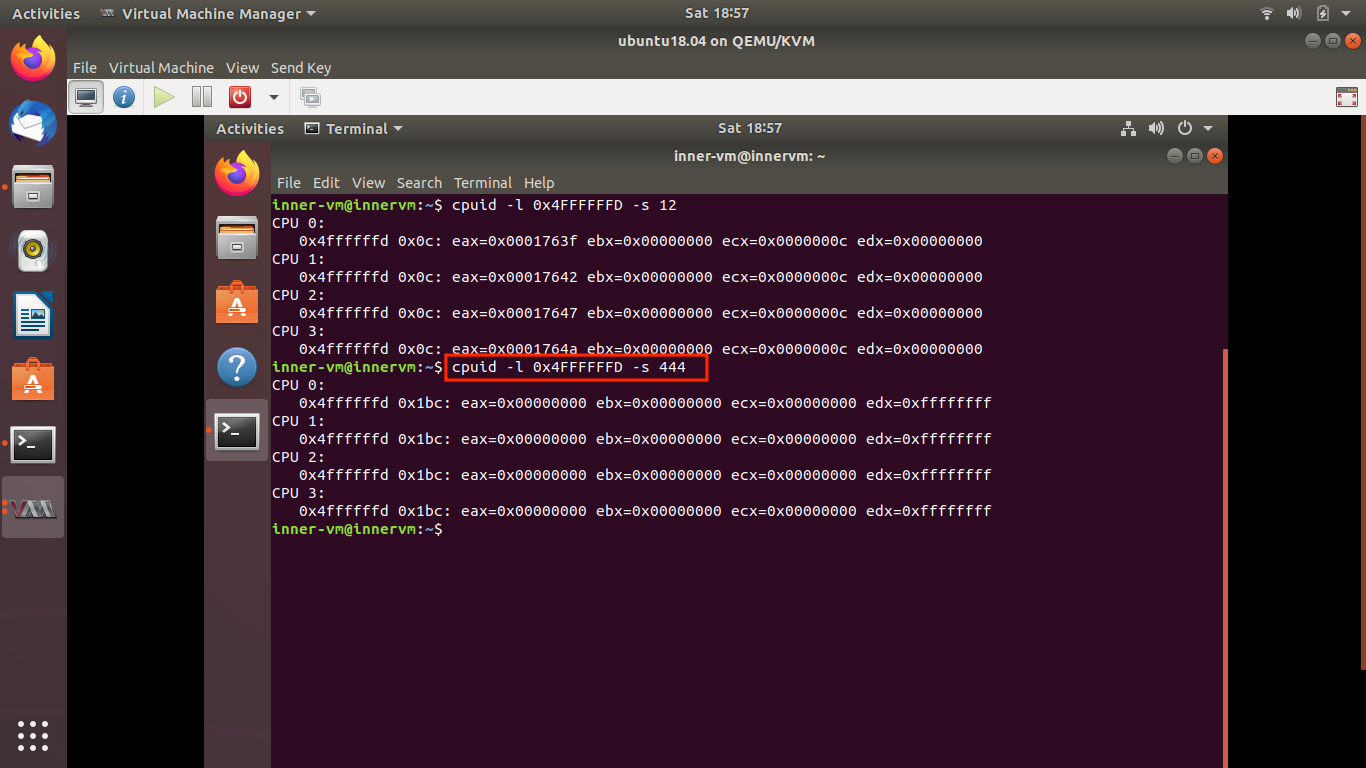 Activities Virtual Machine Manager Sat 18:57
ubuntu18.04 on QEMU/KVM
File Virtual Machine View Send Key
Activities Terminal Sat 18:57
inner-vm@innervm: ~
File Edit View Search Terminal Help
inner-vm@innervm:~$ cpuid -l 0x4FFFFFFD -s 12
CPU 0:
   0x4ffffffd 0x0c: eax=0x0001763f ebx=0x00000000 ecx=0x0000000c edx=0x00000000
CPU 1:
   0x4ffffffd 0x0c: eax=0x00017642 ebx=0x00000000 ecx=0x0000000c edx=0x00000000
CPU 2:
   0x4ffffffd 0x0c: eax=0x00017647 ebx=0x00000000 ecx=0x0000000c edx=0x00000000
CPU 3:
   0x4ffffffd 0x0c: eax=0x0001764a ebx=0x00000000 ecx=0x0000000c edx=0x00000000
inner-vm@innervm:~$ cpuid -l 0x4FFFFFFD -s 444
CPU 0:
   0x4ffffffd 0x1bc: eax=0x00000000 ebx=0x00000000 ecx=0x00000000 edx=0xffffffff
CPU 1:
   0x4ffffffd 0x1bc: eax=0x00000000 ebx=0x00000000 ecx=0x00000000 edx=0xffffffff
CPU 2:
   0x4ffffffd 0x1bc: eax=0x00000000 ebx=0x00000000 ecx=0x00000000 edx=0xffffffff
CPU 3:
   0x4ffffffd 0x1bc: eax=0x00000000 ebx=0x00000000 ecx=0x00000000 edx=0xffffffff
inner-vm@innervm:~$